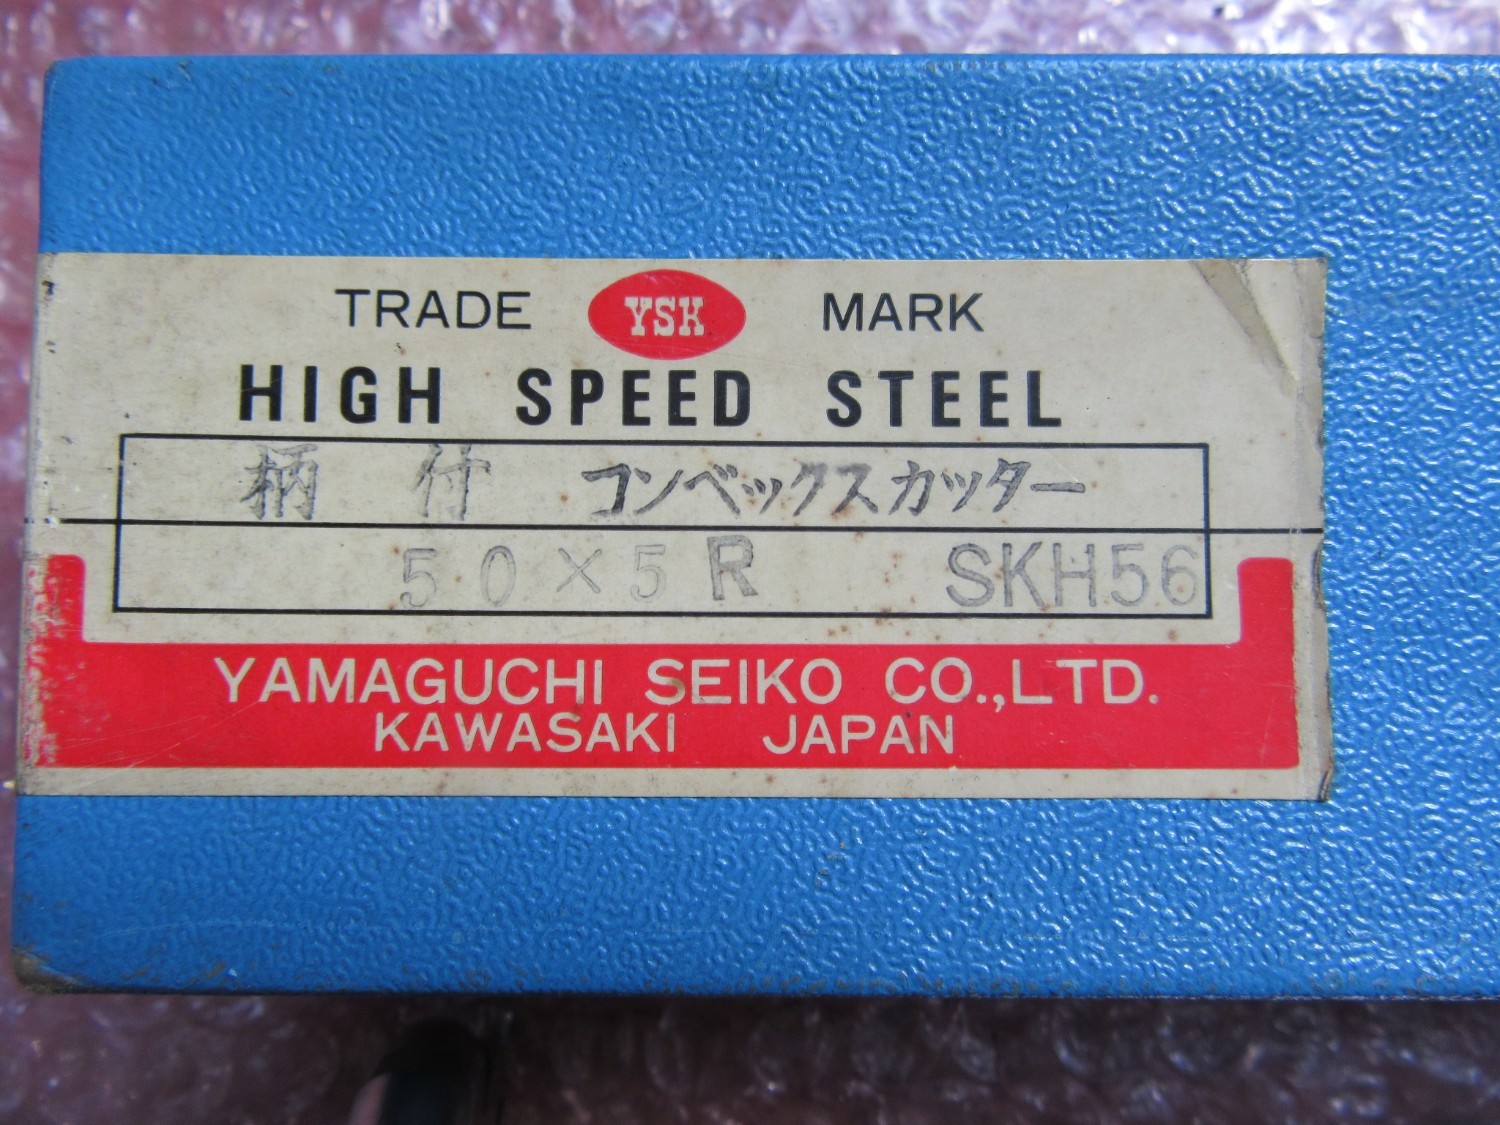 TRADE YSK MARK
HIGH SPEED STEEL
柄付 コンベックスカッター
50×5R SKH56
YAMAGUCHI SEIKO CO.,LTD.
KAWASAKI JAPAN